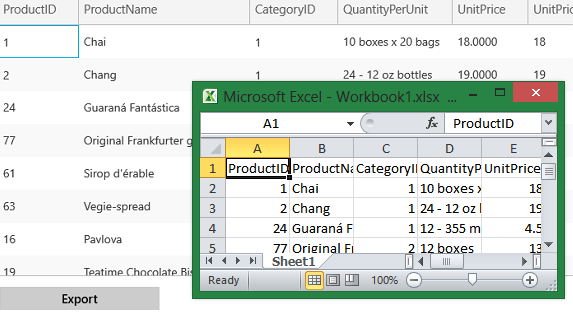 ProductID ProductName CategoryID QuantityPerUnit UnitPrice UnitPri
1 Chai 1 10 boxes x 20 bags 18.0000 18
2 Chang 1 24 - 12 oz bottles 19.0000 19
24 Guaraná Fantástica
77 Original Frankfurter g
61 Sirop d'érable
63 Vegie-spread
16 Pavlova
19 Teatime Chocolate Bis
Export
Microsoft Excel - Workbook1.xlsx ...
A1 fx ProductID
A B C D E
1 ProductID ProductNa CategoryI QuantityP UnitPrice
2 1 Chai 1 10 boxes x 18
3 2 Chang 1 24 - 12 oz 19
4 24 Guaraná F 1 12 - 355 m 4.5
5 77 Original F 2 12 boxes 13
Sheet1
Ready 100%